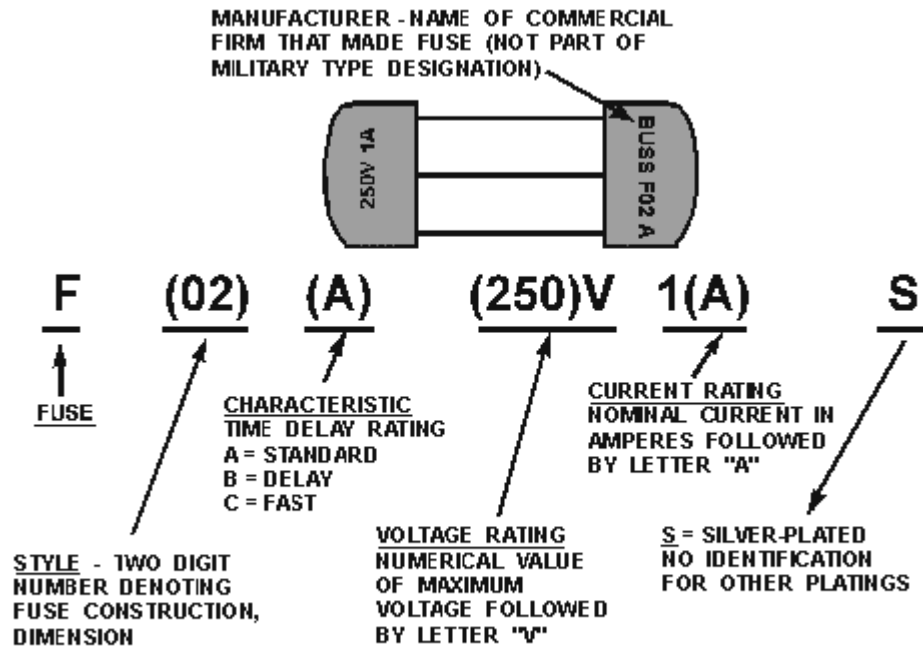 MANUFACTURER - NAME OF COMMERCIAL
FIRM THAT MADE FUSE (NOT PART OF
MILITARY TYPE DESIGNATION)
250V 1A
BUSS F02 A
F (02) (A) (250)V 1(A) S
FUSE
CHARACTERISTIC
TIME DELAY RATING
A = STANDARD
B = DELAY
C = FAST
CURRENT RATING
NOMINAL CURRENT IN
AMPERES FOLLOWED
BY LETTER "A"
STYLE - TWO DIGIT
NUMBER DENOTING
FUSE CONSTRUCTION,
DIMENSION
VOLTAGE RATING
NUMERICAL VALUE
OF MAXIMUM
VOLTAGE FOLLOWED
BY LETTER "V"
S = SILVER-PLATED
NO IDENTIFICATION
FOR OTHER PLATINGS